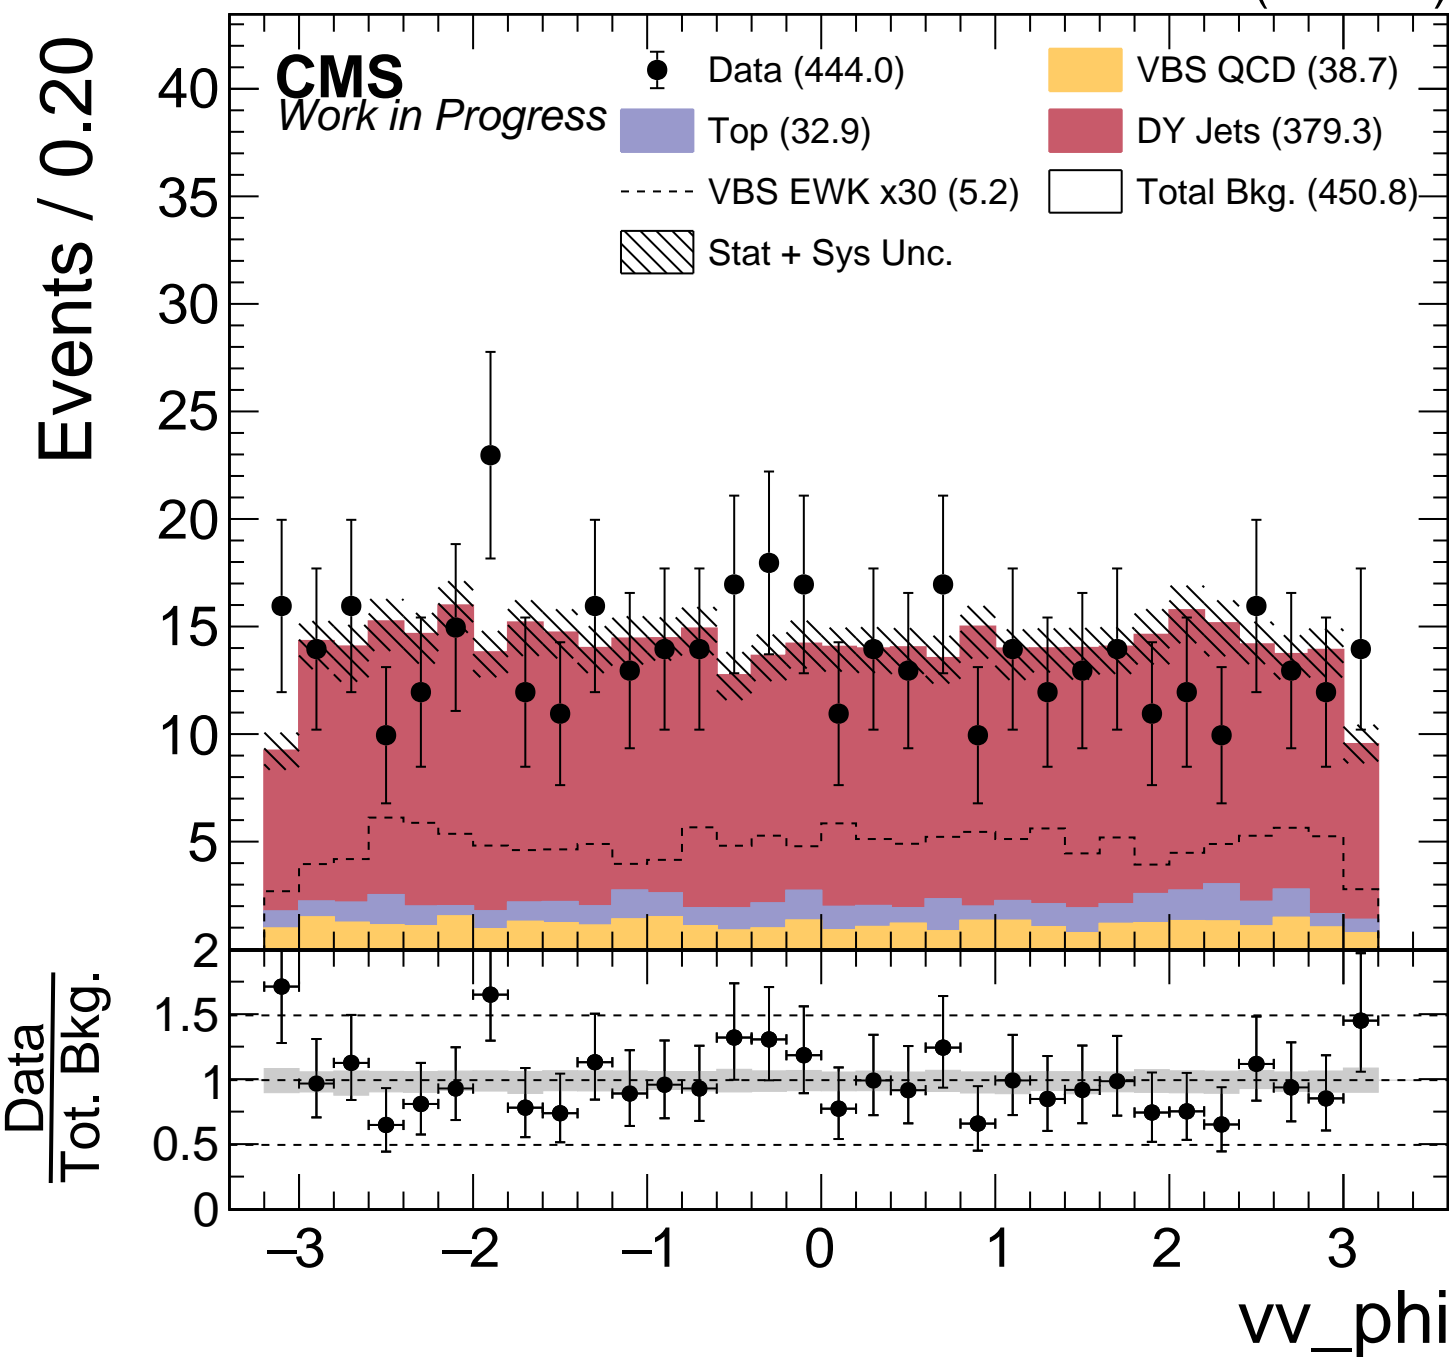 CMS
Work in Progress
Data (444.0)
VBS QCD (38.7)
Top (32.9)
DY Jets (379.3)
VBS EWK x30 (5.2)
Total Bkg. (450.8)
Stat + Sys Unc.
Events / 0.20
40
35
30
25
20
15
10
5
2
2
1.5
1
0.5
0
Data
Tot. Bkg.
–3
–2
–1
0
1
2
3
vv_phi